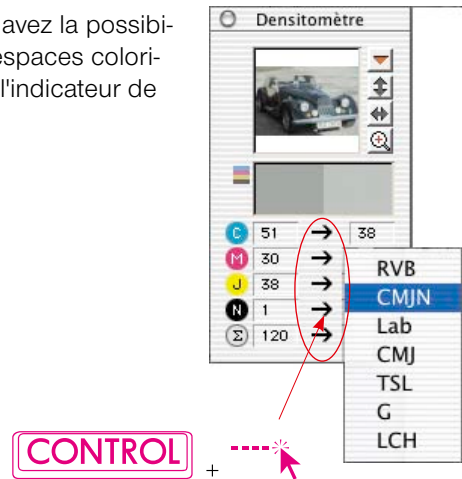 avez la possibi-
espaces colori-
l'indicateur de
Densitomètre
C 51 → 38
M 30 →
J 38 →
N 1 →
Σ 120 →
RVB
CMJN
Lab
CMJ
TSL
G
LCH
CONTROL +